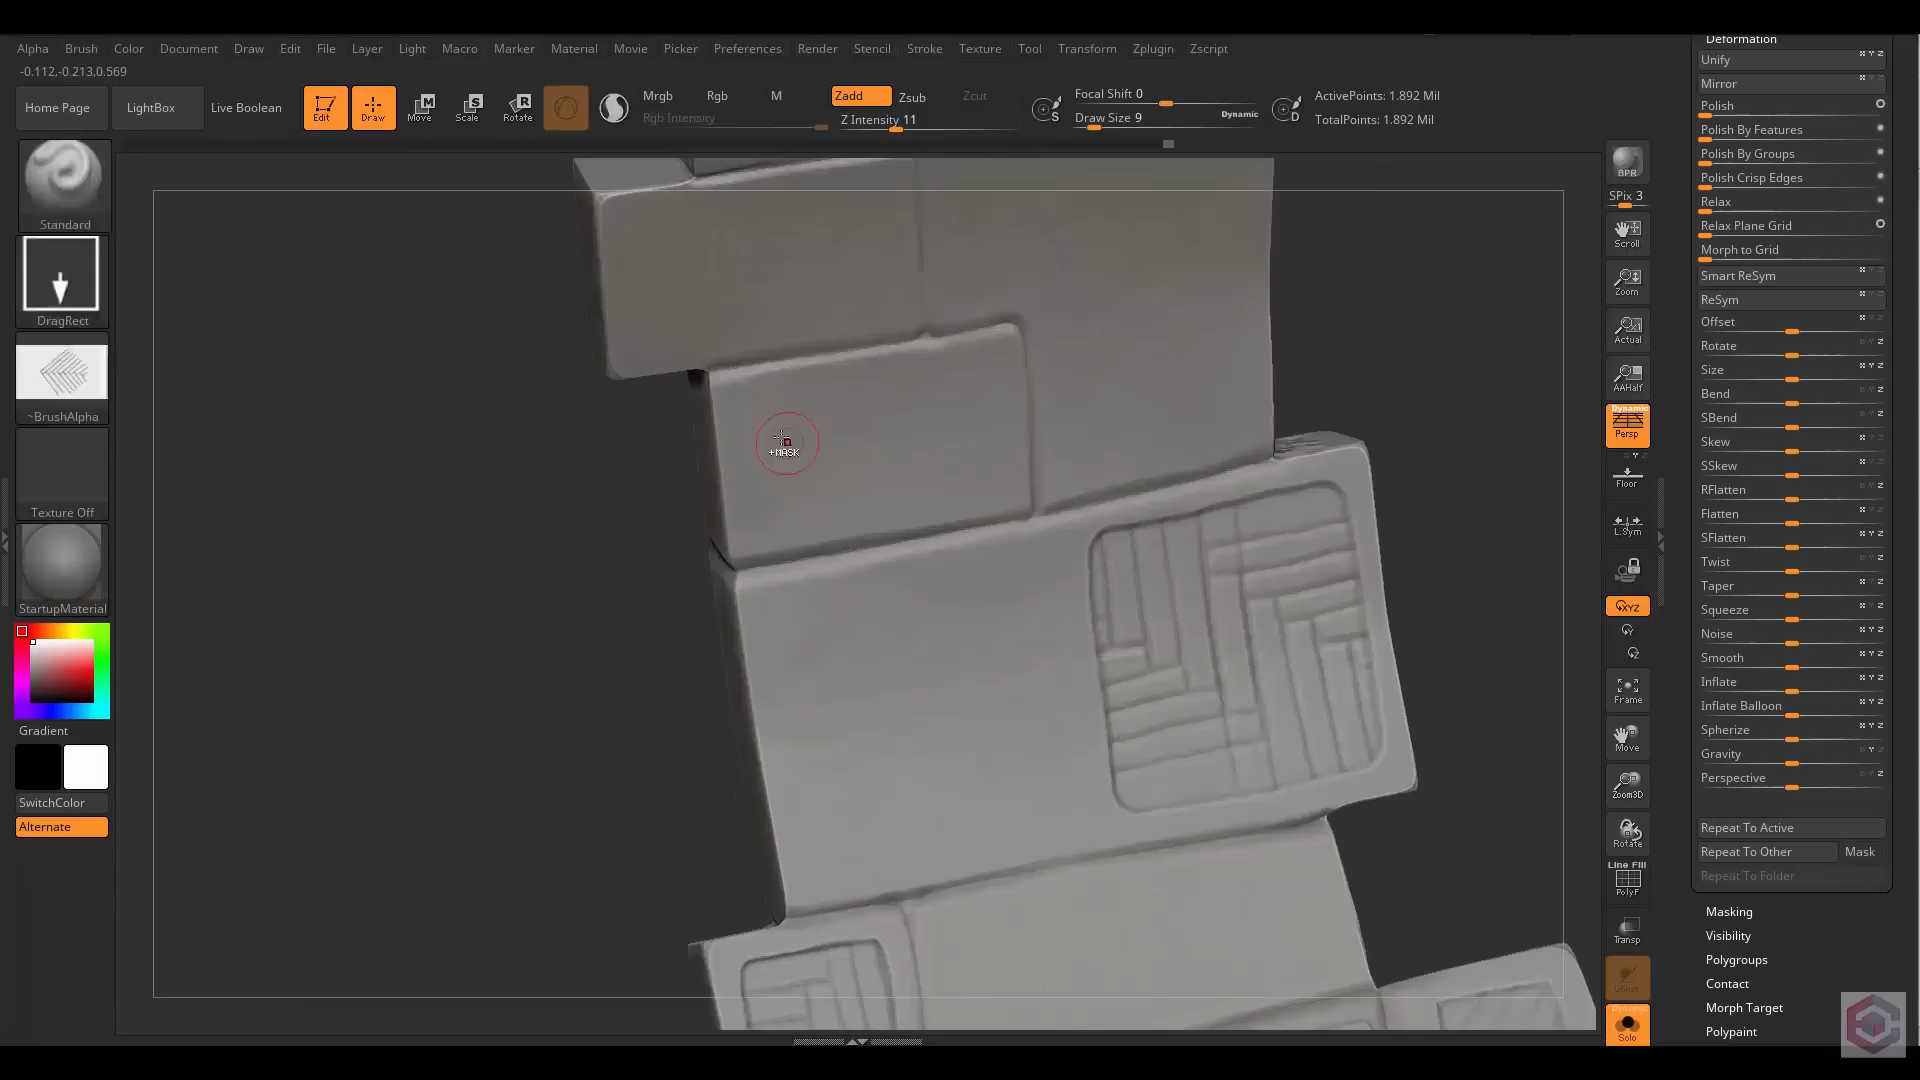 Alpha Brush Color Document Draw Edit File Layer Light Macro Marker Material Movie Picker Preferences Render Stencil Stroke Texture Tool Transform Zplugin Zscript
-0.112,-0.213,0.569
Home Page LightBox Live Boolean Edit Draw Move Scale Rotate
Mrgb Rgb M Zadd Zsub Zcut Focal Shift 0 ActivePoints: 1.892 Mil
Rgb Intensity Z Intensity 11 Draw Size 9 Dynamic TotalPoints: 1.892 Mil
Standard
DragRect
~BrushAlpha
Texture Off
StartupMaterial
Gradient
SwitchColor
Alternate
+MASK
BPR
SPix 3
Scroll
Zoom
Actual
AAHalf
Dynamic
Persp
Floor
L.Sym
XYZ
Y
Z
Frame
Move
Zoom3D
Rotate
Line Fill
PolyF
Transp
Ghost
Dynamic
Solo
Deformation
Unify
Mirror
Polish
Polish By Features
Polish By Groups
Polish Crisp Edges
Relax
Relax Plane Grid
Morph to Grid
Smart ReSym
ReSym
Offset
Rotate
Size
Bend
SBend
Skew
SSkew
RFlatten
Flatten
SFlatten
Twist
Taper
Squeeze
Noise
Smooth
Inflate
Inflate Balloon
Spherize
Gravity
Perspective
Repeat To Active
Repeat To Other Mask
Repeat To Folder
Masking
Visibility
Polygroups
Contact
Morph Target
Polypaint